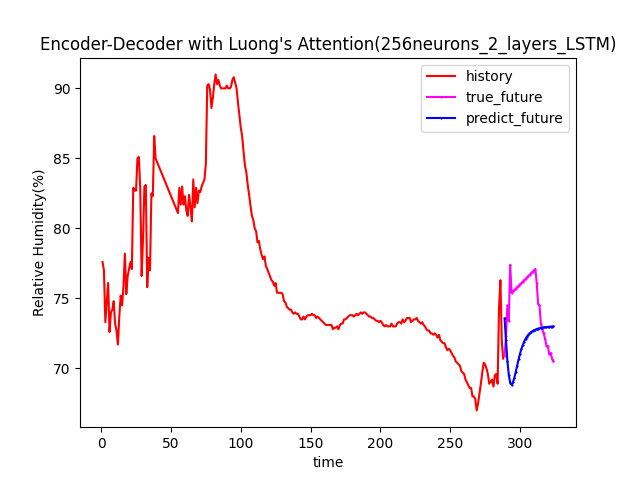 Encoder-Decoder with Luong's Attention(256neurons_2_layers_LSTM)
history
true_future
predict_future
Relative Humidity(%)
90
85
80
75
70
0 50 100 150 200 250 300
time